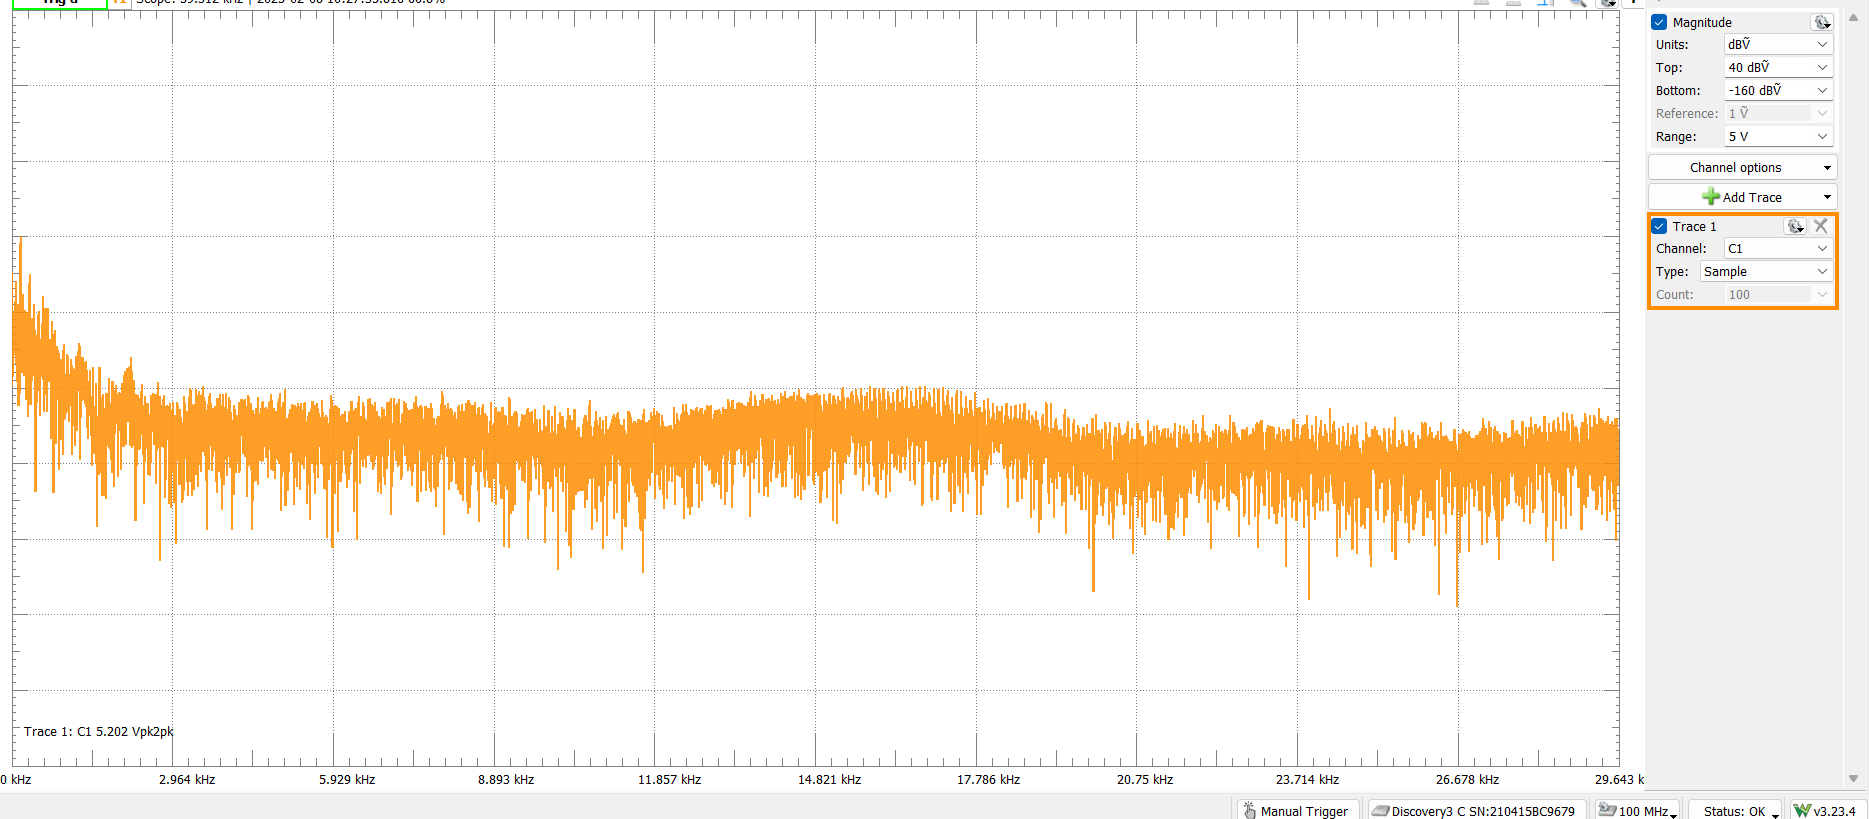 Magnitude
Units: dBṼ
Top: 40 dBṼ
Bottom: -160 dBṼ
Reference: 1 Ṽ
Range: 5 V
Channel options
Add Trace
Trace 1
Channel: C1
Type: Sample
Count: 100
Trace 1: C1 5.202 Vpk2pk
0 kHz 2.964 kHz 5.929 kHz 8.893 kHz 11.857 kHz 14.821 kHz 17.786 kHz 20.75 kHz 23.714 kHz 26.678 kHz 29.643 k
Manual Trigger Discovery3 C SN:210415BC9679 100 MHz Status: OK v3.23.4